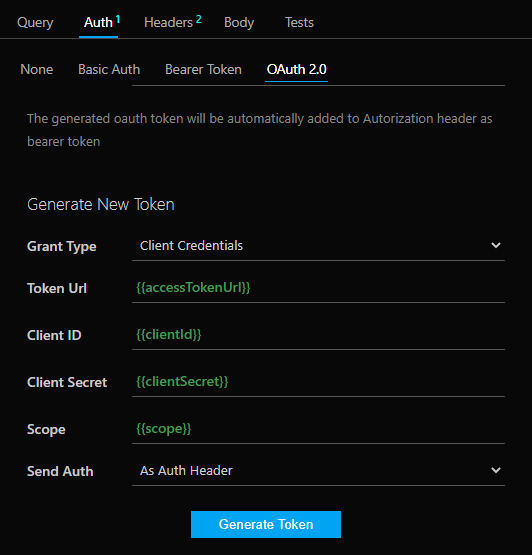 Query Auth 1 Headers 2 Body Tests
None Basic Auth Bearer Token OAuth 2.0
The generated oauth token will be automatically added to Autorization header as
bearer token
Generate New Token
Grant Type Client Credentials
Token Url {{accessTokenUrl}}
Client ID {{clientId}}
Client Secret {{clientSecret}}
Scope {{scope}}
Send Auth As Auth Header
Generate Token